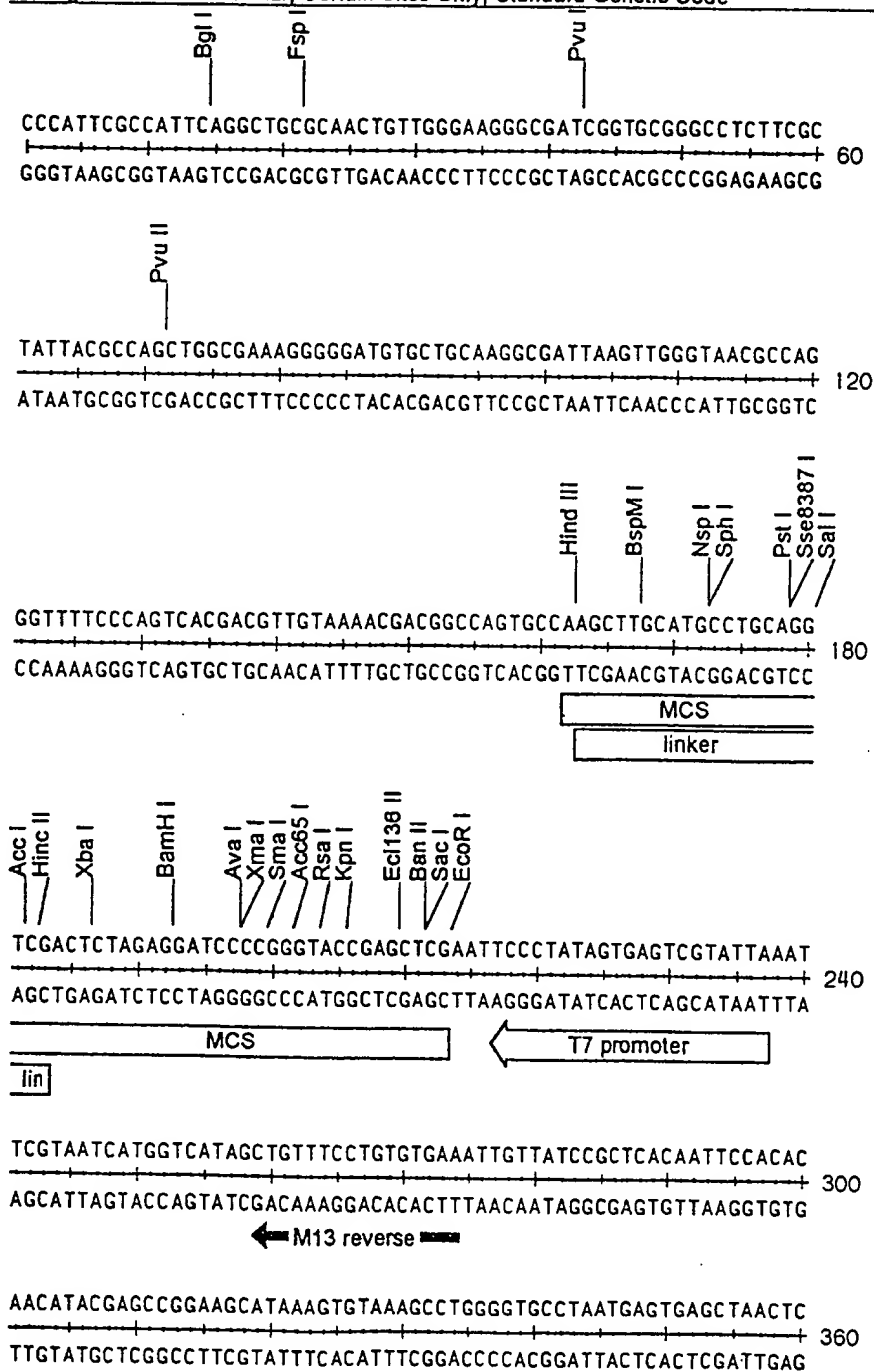 Sites Only; Standard Genetic Code
Bgl I
Fsp I
Pvu I
CCCATTCGCCATTCAGGCTGCGCAACTGTTGGGAAGGGCGATCGGTGCGGGCCTCTTCGC
60
GGGTAAGCGGTAAGTCCGACGCGTTGACAACCCTTCCCGCTAGCCACGCCCGGAGAAGCG
Pvu II
TATTACGCCAGCTGGCGAAAGGGGGATGTGCTGCAAGGCGATTAAGTTGGGTAACGCCAG
120
ATAATGCGGTCGACCGCTTTCCCCCTACACGACGTTCCGCTAATTCAACCCATTGCGGTC
Hind III
BspM I
Nsp I
Sph I
Pst I
Sse8387 I
Sal I
GGTTTTCCCAGTCACGACGTTGTAAAACGACGGCCAGTGCCAAGCTTGCATGCCTGCAGG
180
CCAAAAGGGTCAGTGCTGCAACATTTTGCTGCCGGTCACGGTTCGAACGTACGGACGTCC
MCS
linker
Acc I
Hinc II
Xba I
BamH I
Ava I
Xma I
Sma I
Acc65 I
Rsa I
Kpn I
Ecl136 II
Ban II
Sac I
EcoR I
TCGACTCTAGAGGATCCCCGGGTACCGAGCTCGAATTCCCTATAGTGAGTCGTATTAAAT
240
AGCTGAGATCTCCTAGGGGCCCATGGCTCGAGCTTAAGGGATATCACTCAGCATAATTTA
MCS
T7 promoter
lin
TCGTAATCATGGTCATAGCTGTTTCCTGTGTGAAATTGTTATCCGCTCACAATTCCACAC
300
AGCATTAGTACCAGTATCGACAAAGGACACACTTTAACAATAGGCGAGTGTTAAGGTGTG
M13 reverse
AACATACGAGCCGGAAGCATAAAGTGTAAAGCCTGGGGTGCCTAATGAGTGAGCTAACTC
360
TTGTATGCTCGGCCTTCGTATTTCACATTTCGGACCCCACGGATTACTCACTCGATTGAG